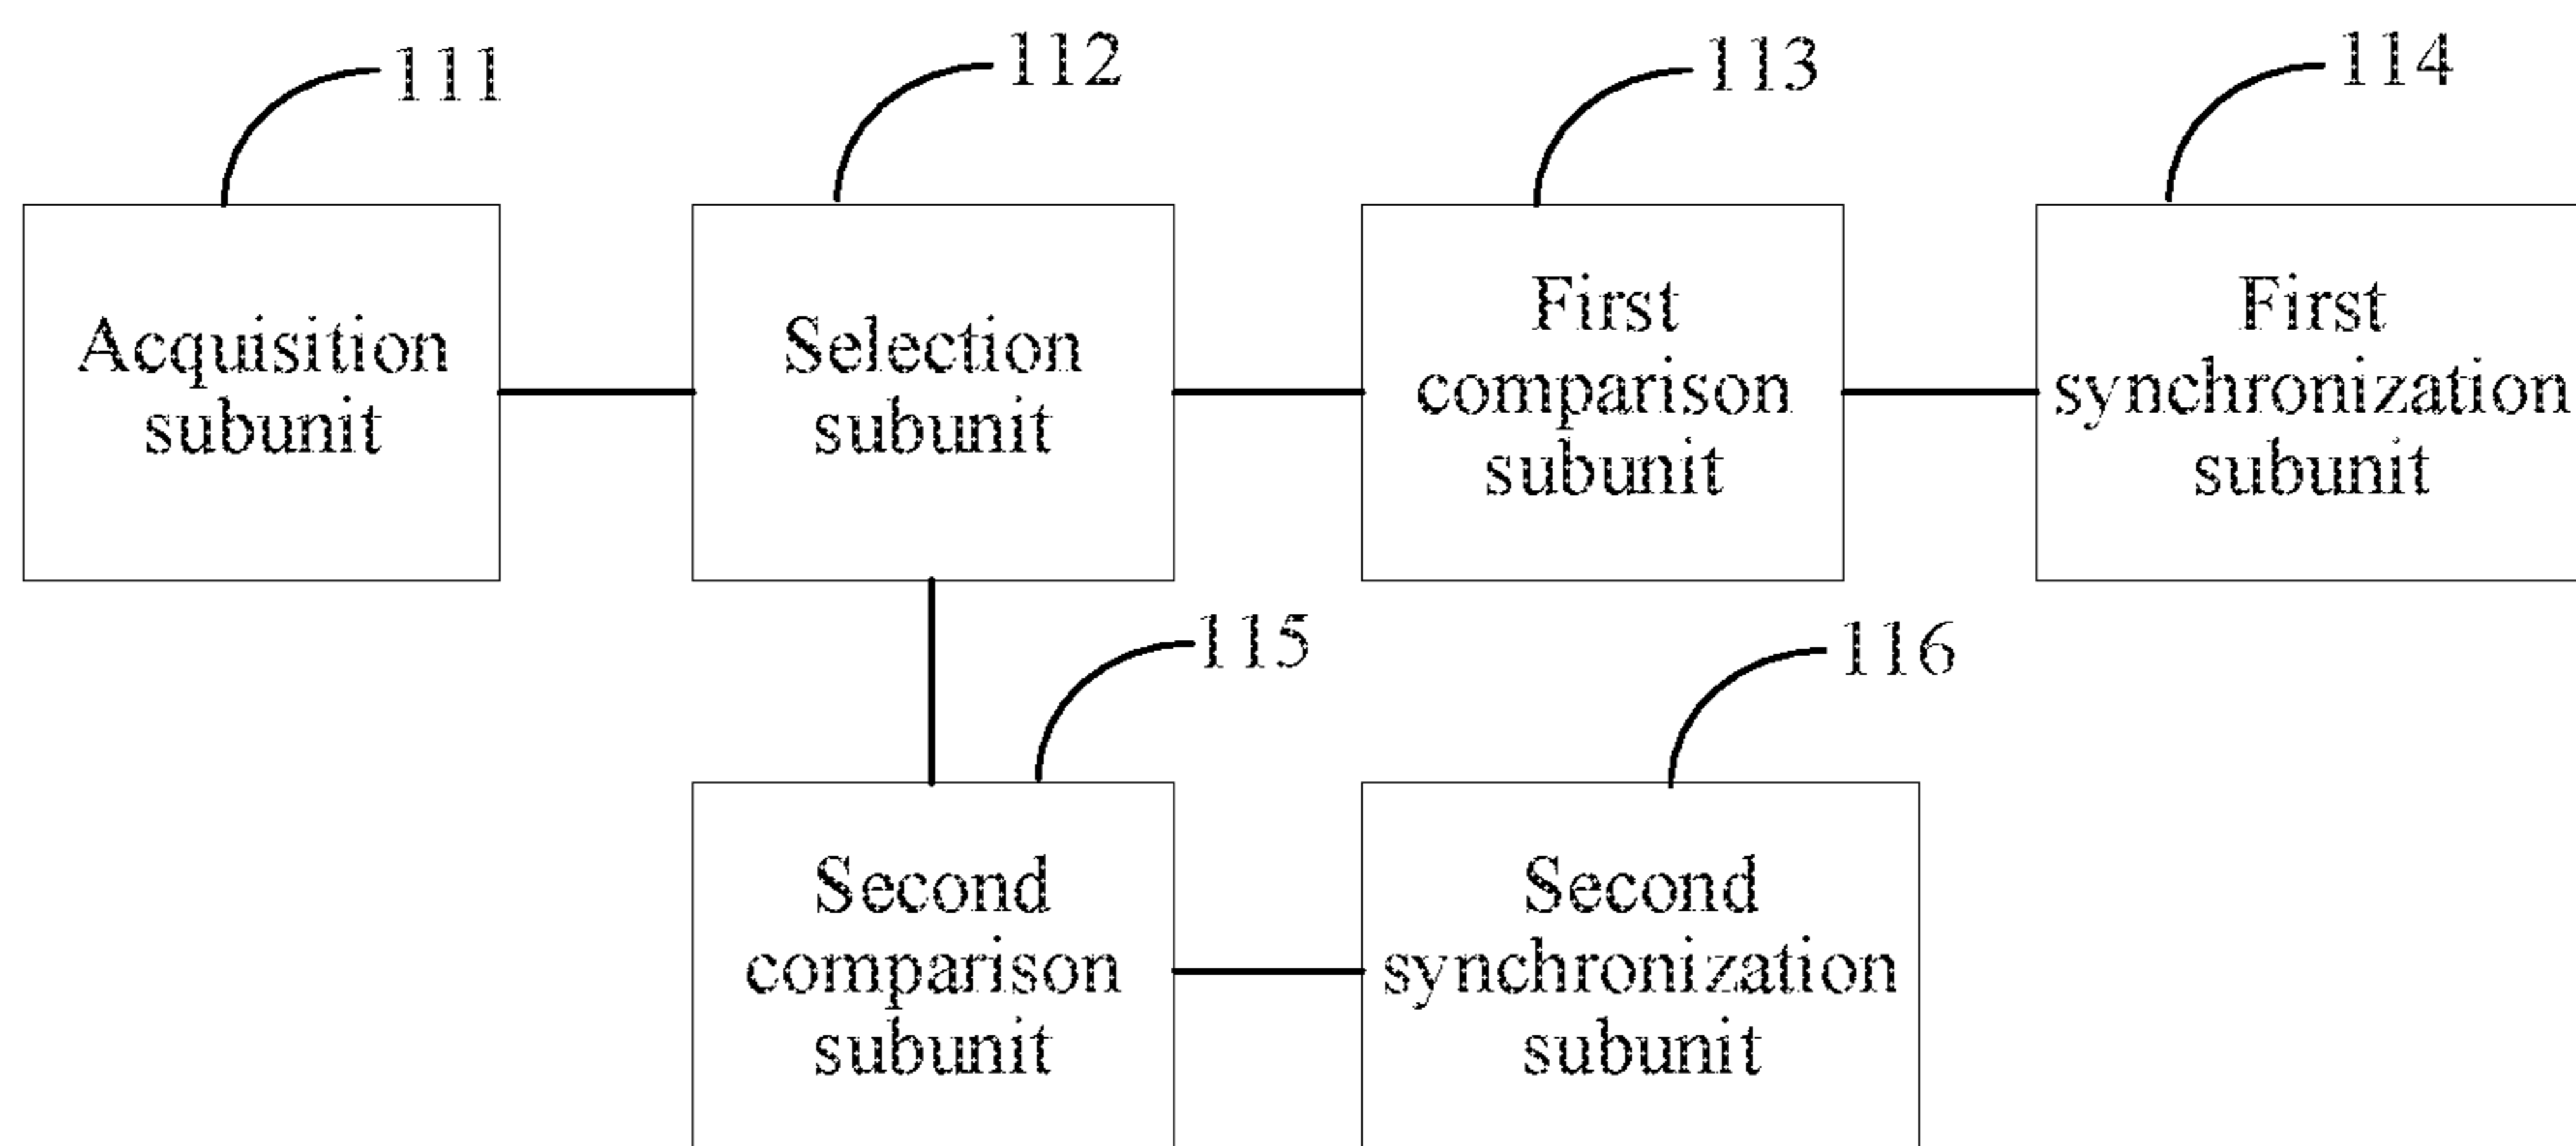 111
112
113
114
Acquisition
subunit
Selection
subunit
First
comparison
subunit
First
synchronization
subunit
115
116
Second
comparison
subunit
Second
synchronization
subunit